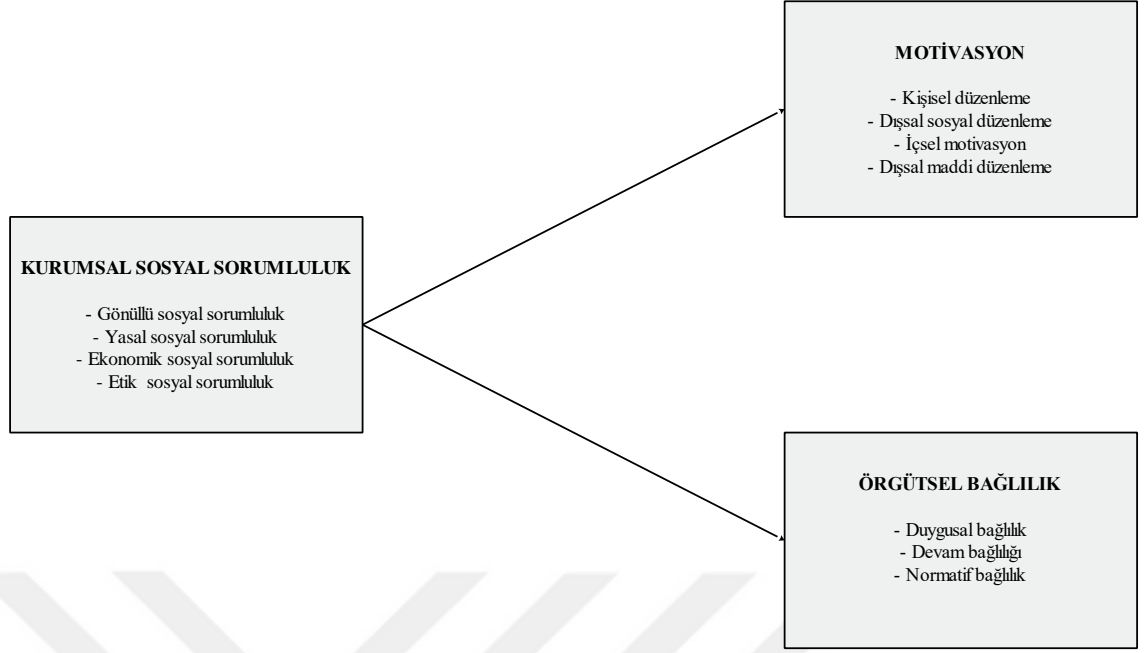 MOTİVASYON
- Kişisel düzenleme
- Dışsal sosyal düzenleme
- İçsel motivasyon
- Dışsal maddi düzenleme
KURUMSAL SOSYAL SORUMLULUK
- Gönüllü sosyal sorumluluk
- Yasal sosyal sorumluluk
- Ekonomik sosyal sorumluluk
- Etik sosyal sorumluluk
ÖRGÜTSEL BAĞLILIK
- Duygusal bağlılık
- Devam bağlılığı
- Normatif bağlılık